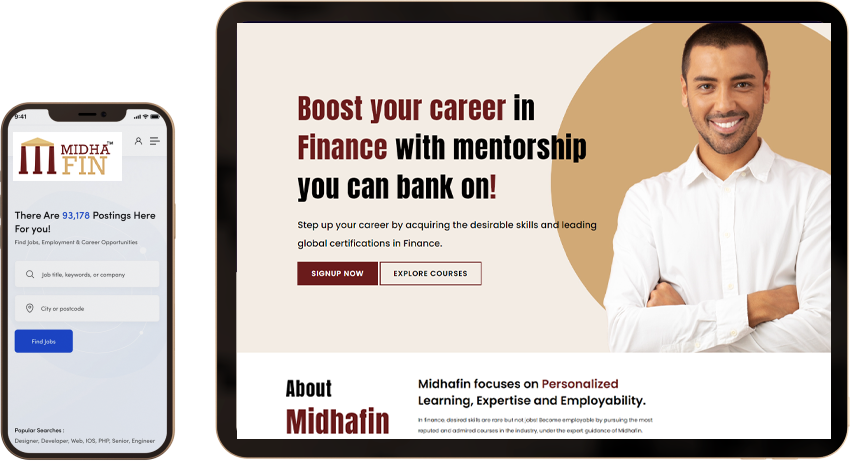 9:41
MIDHA™
FIN
There Are 93,178 Postings Here
For you!
Find Jobs, Employment & Career Opportunities
Job title, keywords, or company
City or postcode
Find Jobs
Popular Searches :
Designer, Developer, Web, IOS, PHP, Senior, Engineer
Boost your career in
Finance with mentorship
you can bank on!
Step up your career by acquiring the desirable skills and leading
global certifications in Finance.
SIGNUP NOW
EXPLORE COURSES
About
Midhafin
Midhafin focuses on Personalized
Learning, Expertise and Employability.
In finance, desired skills are rare but not jobs! Become employable by pursuing the most
reputed and admired courses in the industry, under the expert guidance of Midhafin.